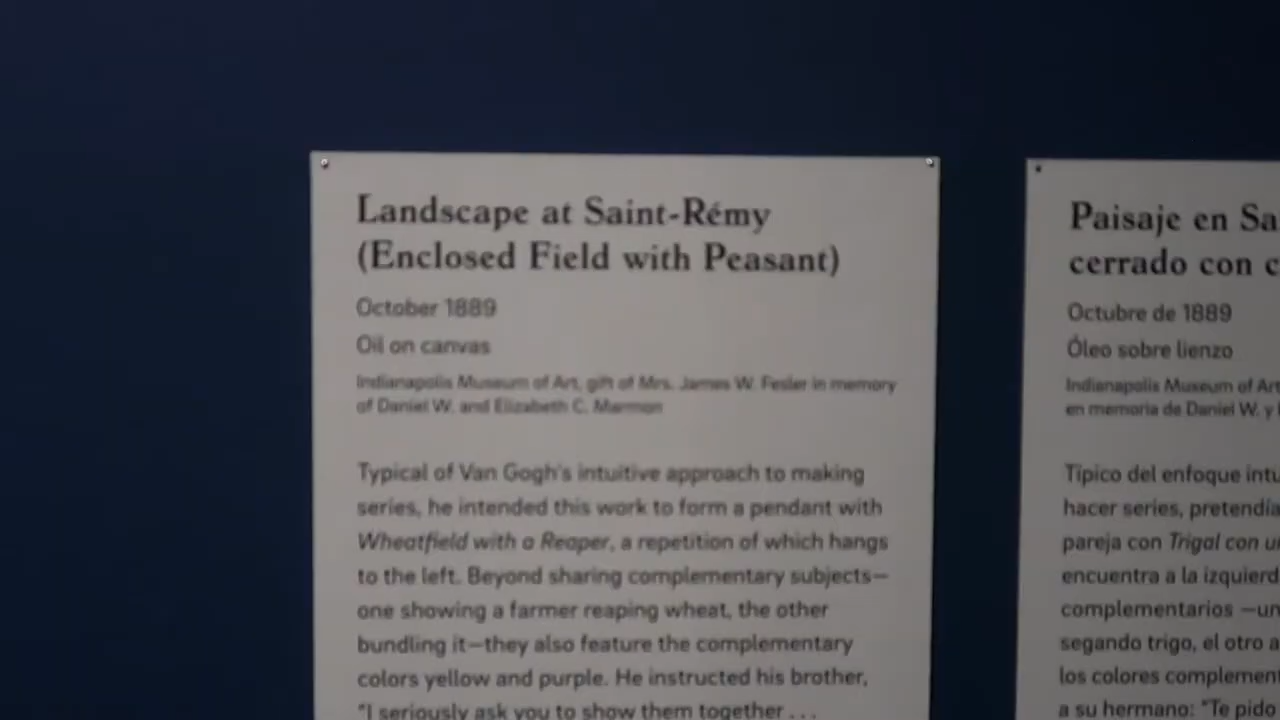 Landscape at Saint-Rémy
(Enclosed Field with Peasant)
October 1889
Oil on canvas
Indianapolis Museum of Art, gift of Mrs. James W. Fesler in memory
of Daniel W. and Elizabeth C. Marmon
Typical of Van Gogh's intuitive approach to making
series, he intended this work to form a pendant with
Wheatfield with a Reaper, a repetition of which hangs
to the left. Beyond sharing complementary subjects—
one showing a farmer reaping wheat, the other
bundling it—they also feature the complementary
colors yellow and purple. He instructed his brother,
"I seriously ask you to show them together . . .
Paisaje en Sa
cerrado con c
Octubre de 1889
Óleo sobre lienzo
Indianapolis Museum of Art
en memoria de Daniel W. y
Típico del enfoque intu
hacer series, pretendía
pareja con Trigal con u
encuentra a la izquierd
complementarios —un
segando trigo, el otro a
los colores complemen
a su hermano: "Te pido